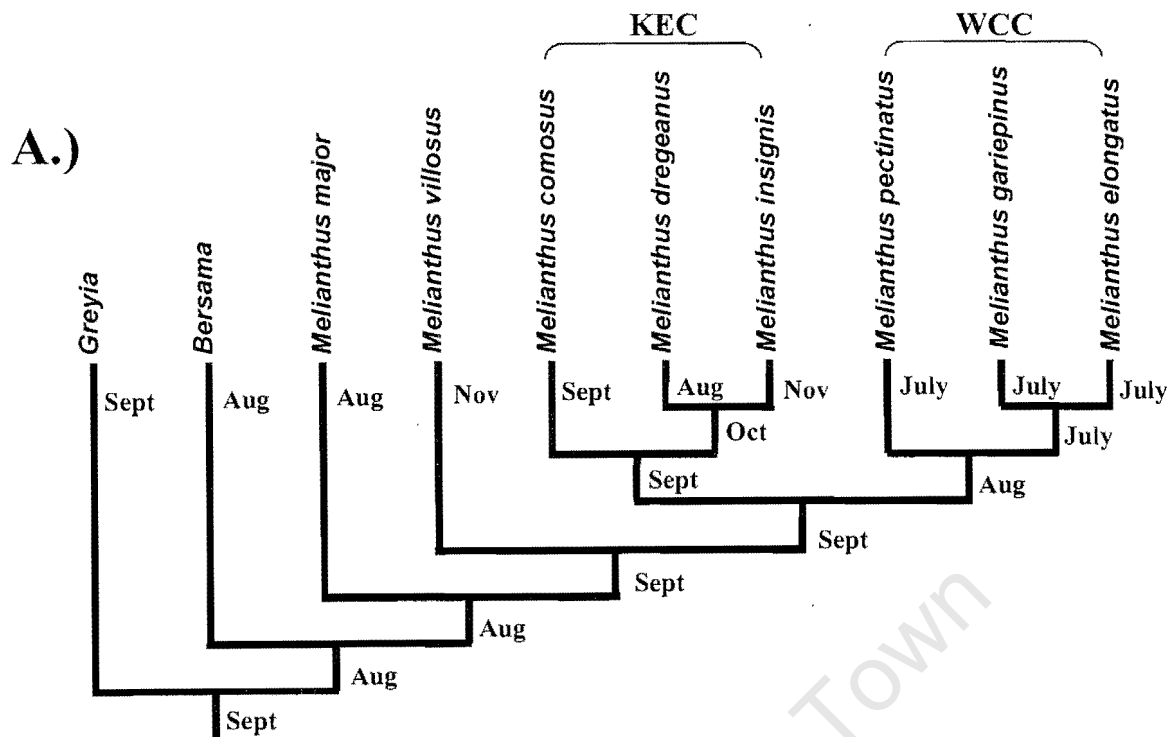 KEC WCC
A.)
Greyia
Bersama
Melianthus major
Melianthus villosus
Melianthus comosus
Melianthus dregeanus
Melianthus insignis
Melianthus pectinatus
Melianthus gariepinus
Melianthus elongatus
Sept Aug Aug Nov Sept Aug Nov July July July
Oct July
Sept Aug
Sept
Sept
Aug
Aug
Sept
Town